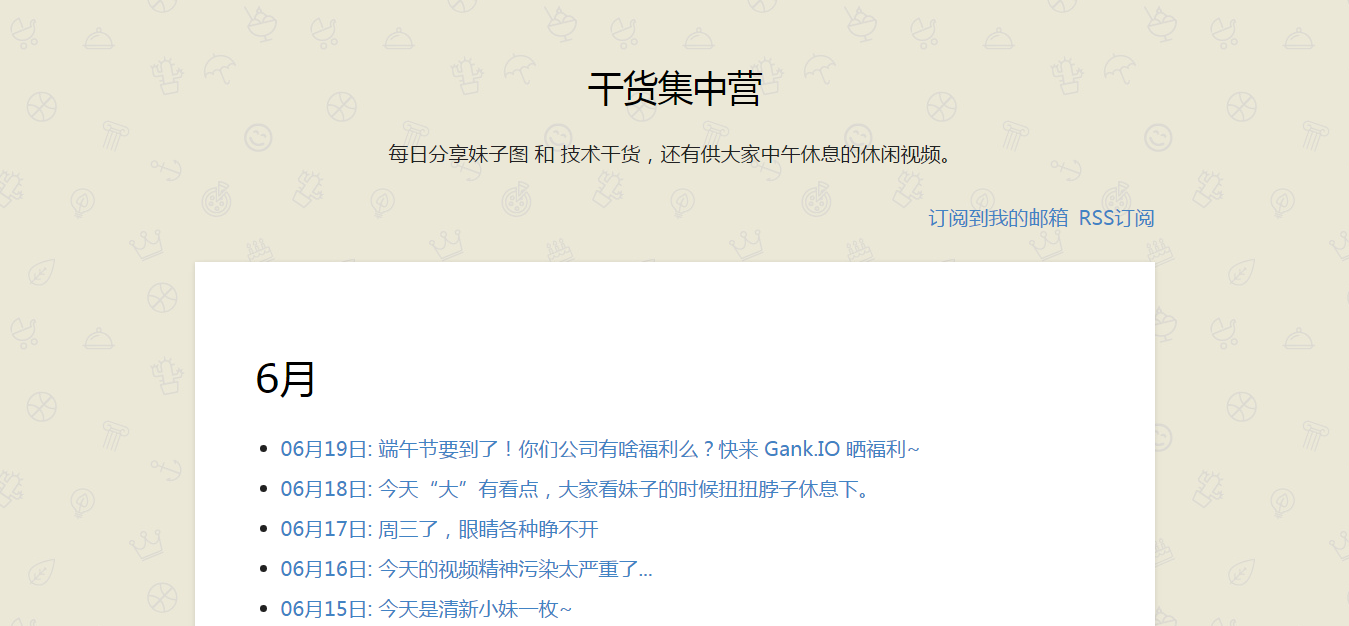 干货集中营
每日分享妹子图 和 技术干货，还有供大家中午休息的休闲视频。
订阅到我的邮箱 RSS订阅
6月
06月19日: 端午节要到了！你们公司有啥福利么？快来 Gank.IO 晒福利~
06月18日: 今天“大”有看点，大家看妹子的时候扭扭脖子休息下。
06月17日: 周三了，眼睛各种睁不开
06月16日: 今天的视频精神污染太严重了...
06月15日: 今天是清新小妹一枚~